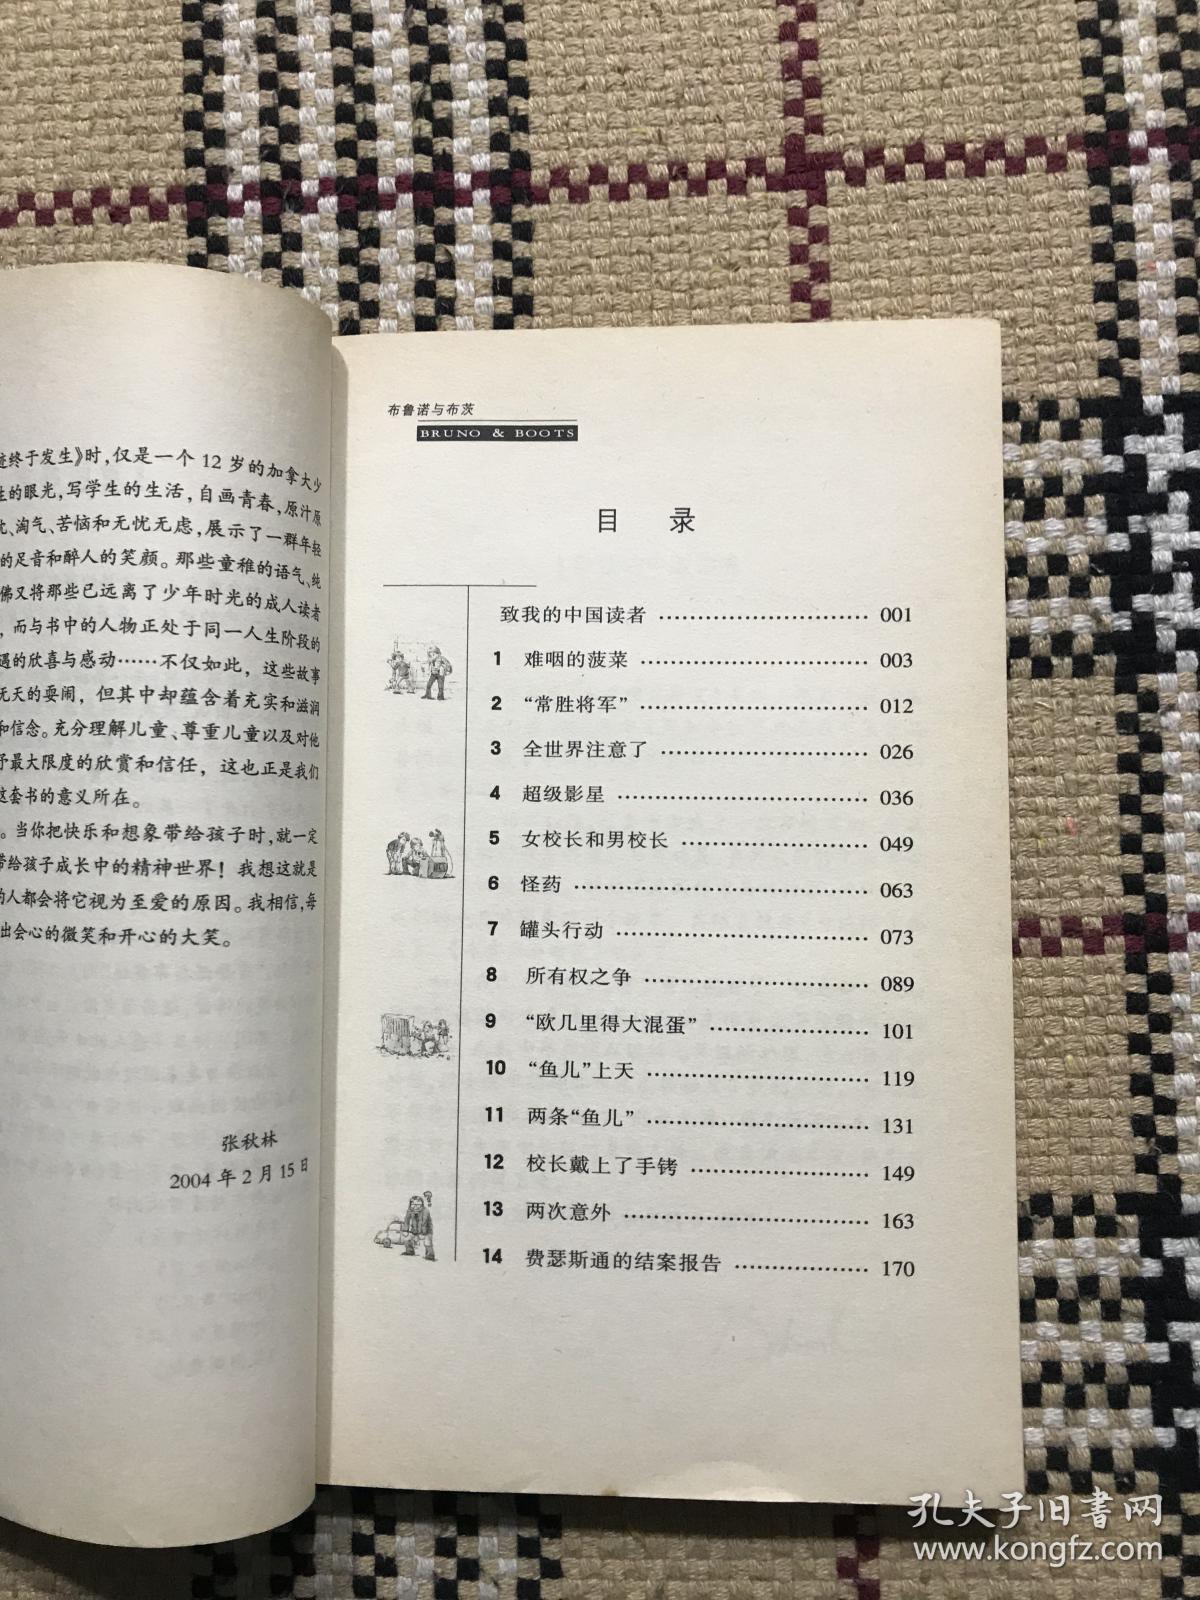 终于发生》时,仅是一个 12 岁的加拿大少
的眼光,写学生的生活,自画青春,原汁原
、淘气、苦恼和无忧无虑,展示了一群年轻
的足音和醉人的笑颜。那些童稚的语气、纯
佛又将那些已远离了少年时光的成人读者
,而与书中的人物正处于同一人生阶段的
遇的欣喜与感动……不仅如此,这些故事
无天的耍闹,但其中却蕴含着充实和滋润
和信念。充分理解儿童、尊重儿童以及对他
予最大限度的欣赏和信任,这也正是我们
这套书的意义所在。
。当你把快乐和想象带给孩子时,就一定
带给孩子成长中的精神世界!我想这就是
的人都会将它视为至爱的原因。我相信,每
出会心的微笑和开心的大笑。
张秋林
2004 年 2 月 15 日
布鲁诺与布茨
BRUNO & BOOTS
目 录
致我的中国读者 ………………………… 001
1 难咽的菠菜 ………………………… 003
2 “常胜将军” ………………………… 012
3 全世界注意了 ………………………… 026
4 超级影星 ………………………… 036
5 女校长和男校长 ………………………… 049
6 怪药 ………………………… 063
7 罐头行动 ………………………… 073
8 所有权之争 ………………………… 089
9 “欧几里得大混蛋” ………………………… 101
10 “鱼儿”上天 ………………………… 119
11 两条“鱼儿” ………………………… 131
12 校长戴上了手铐 ………………………… 149
13 两次意外 ………………………… 163
14 费瑟斯通的结案报告 ………………………… 170
孔夫子旧書网
www.kongfz.com